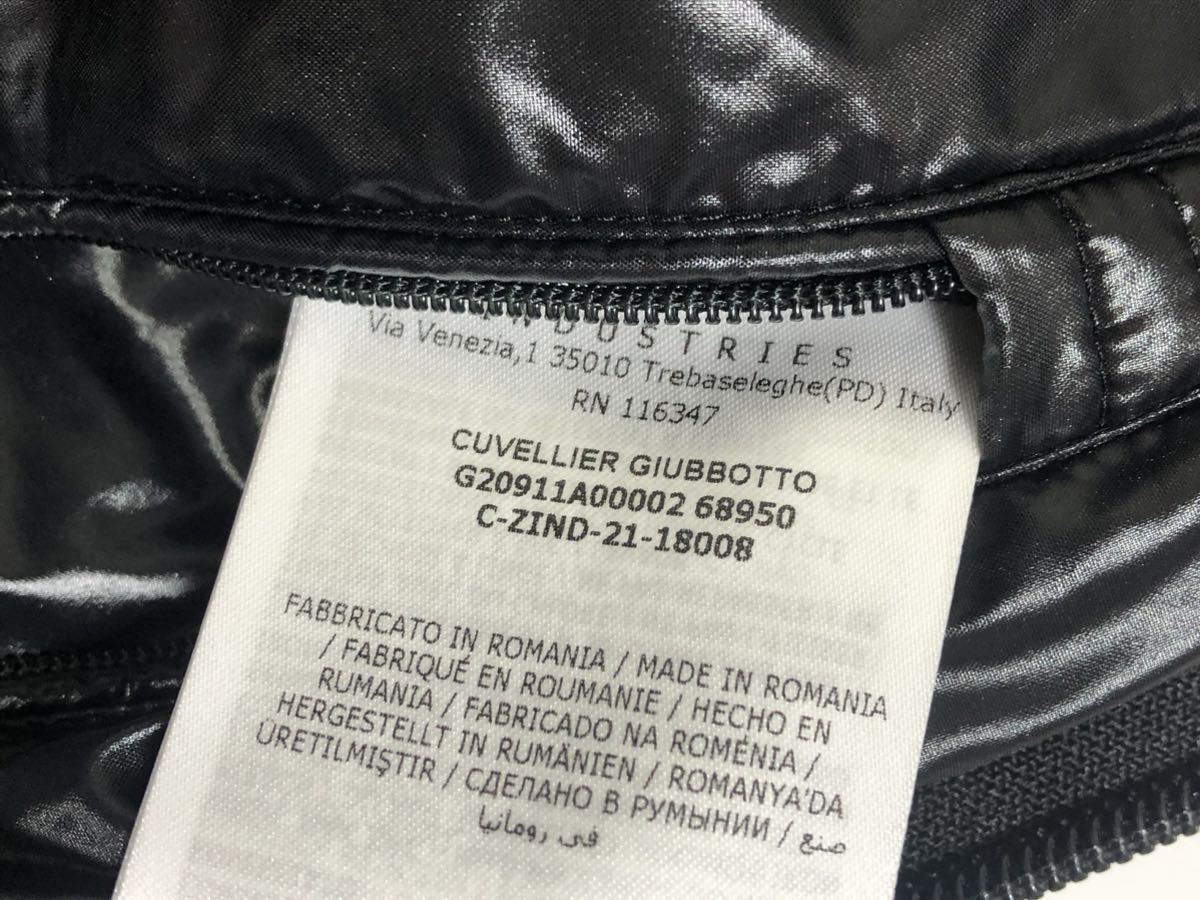 INDUSTRIES
Via Venezia,1 35010 Trebaseleghe(PD) Italy
RN 116347
CUVELLIER GIUBBOTTO
G20911A00002 68950
C-ZIND-21-18008
FABBRICATO IN ROMANIA / MADE IN ROMANIA
/ FABRIQUÉ EN ROUMANIE / HECHO EN
RUMANIA / FABRICADO NA ROMÉNIA /
HERGESTELLT IN RUMÄNIEN / ROMANYA'DA
ÜRETILMIŞTIR / СДЕЛАНО В РУМЫНИИ / صنع
في رومانيا